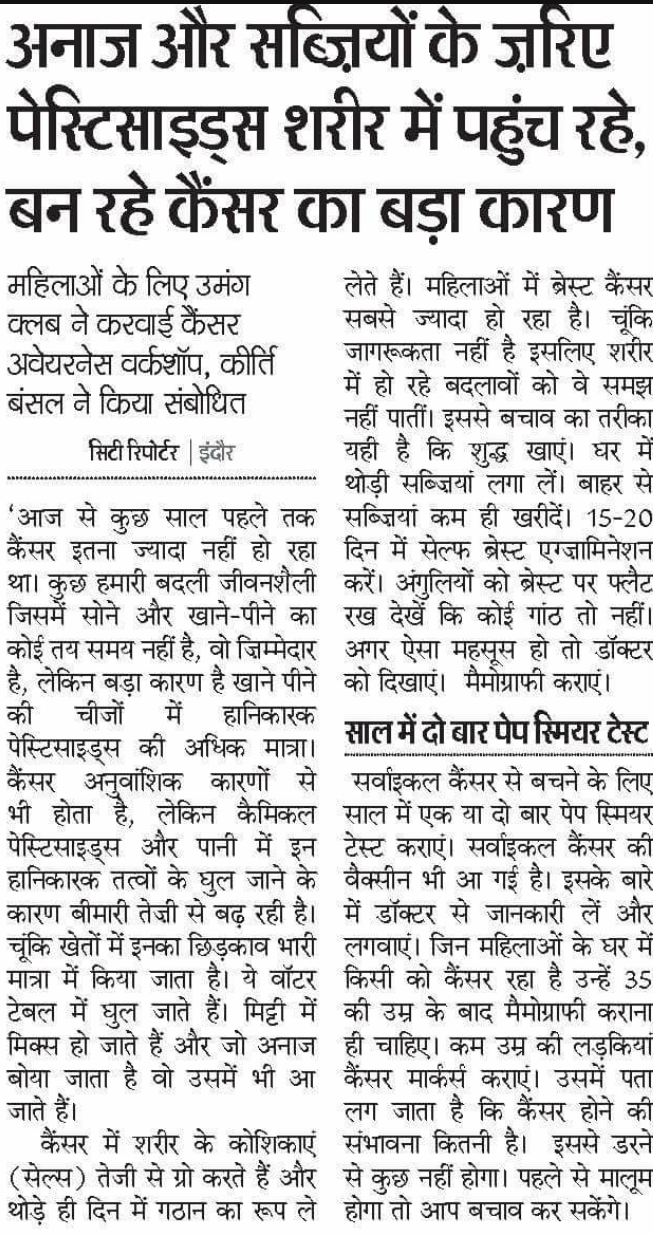 अनाज और सब्ज़ियों के ज़रिए
पेस्टिसाइड्स शरीर में पहुंच रहे,
बन रहे कैंसर का बड़ा कारण
महिलाओं के लिए उमंग
क्लब ने करवाई कैंसर
अवेयरनेस वर्कशॉप, कीर्ति
बंसल ने किया संबोधित
सिटी रिपोर्टर | इंदौर
'आज से कुछ साल पहले तक
कैंसर इतना ज्यादा नहीं हो रहा
था। कुछ हमारी बदली जीवनशैली
जिसमें सोने और खाने-पीने का
कोई तय समय नहीं है, वो ज़िम्मेदार
है, लेकिन बड़ा कारण है खाने पीने
की चीजों में हानिकारक
पेस्टिसाइड्स की अधिक मात्रा।
कैंसर अनुवांशिक कारणों से
भी होता है, लेकिन कैमिकल
पेस्टिसाइड्स और पानी में इन
हानिकारक तत्वों के घुल जाने के
कारण बीमारी तेज़ी से बढ़ रही है।
चूंकि खेतों में इनका छिड़काव भारी
मात्रा में किया जाता है। ये वॉटर
टेबल में घुल जाते हैं। मिट्टी में
मिक्स हो जाते हैं और जो अनाज
बोया जाता है वो उसमें भी आ
जाते हैं।
कैंसर में शरीर के कोशिकाएं
(सेल्स) तेजी से ग्रो करते हैं और
थोड़े ही दिन में गठान का रूप ले
लेते हैं। महिलाओं में ब्रेस्ट कैंसर
सबसे ज्यादा हो रहा है। चूंकि
जागरूकता नहीं है इसलिए शरीर
में हो रहे बदलावों को वे समझ
नहीं पातीं। इससे बचाव का तरीका
यही है कि शुद्ध खाएं। घर में
थोड़ी सब्ज़ियां लगा लें। बाहर से
सब्ज़ियां कम ही खरीदें। 15-20
दिन में सेल्फ ब्रेस्ट एग्ज़ामिनेशन
करें। अंगुलियों को ब्रेस्ट पर फ्लैट
रख देखें कि कोई गांठ तो नहीं।
अगर ऐसा महसूस हो तो डॉक्टर
को दिखाएं। मैमोग्राफी कराएं।
साल में दो बार पेप स्मियर टेस्ट
सर्वाइकल कैंसर से बचने के लिए
साल में एक या दो बार पेप स्मियर
टेस्ट कराएं। सर्वाइकल कैंसर की
वैक्सीन भी आ गई है। इसके बारे
में डॉक्टर से जानकारी लें और
लगवाएं। जिन महिलाओं के घर में
किसी को कैंसर रहा है उन्हें 35
की उम्र के बाद मैमोग्राफी कराना
ही चाहिए। कम उम्र की लड़कियां
कैंसर मार्कर्स कराएं। उसमें पता
लग जाता है कि कैंसर होने की
संभावना कितनी है। इससे डरने
से कुछ नहीं होगा। पहले से मालूम
होगा तो आप बचाव कर सकेंगे।